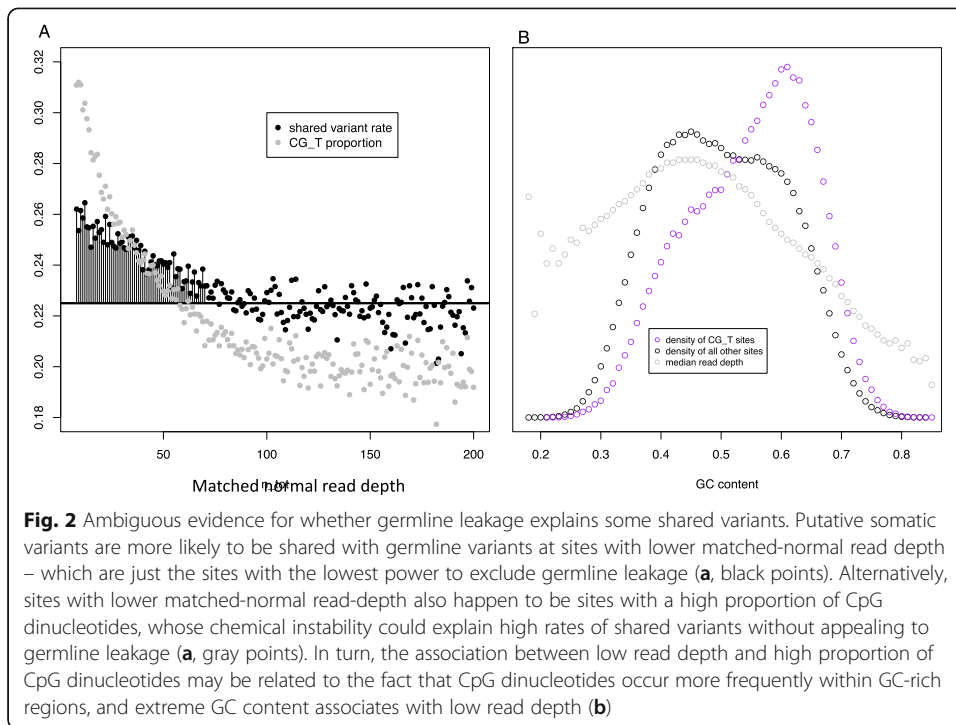 A
B
0.32
0.30
0.28
0.26
0.24
0.22
0.20
0.18
shared variant rate
CG_T proportion
50
100
150
200
Matched normal read depth
density of CG_T sites
density of all other sites
median read depth
0.2
0.3
0.4
0.5
0.6
0.7
0.8
GC content
Fig. 2 Ambiguous evidence for whether germline leakage explains some shared variants. Putative somatic
variants are more likely to be shared with germline variants at sites with lower matched-normal read depth
– which are just the sites with the lowest power to exclude germline leakage (a, black points). Alternatively,
sites with lower matched-normal read-depth also happen to be sites with a high proportion of CpG
dinucleotides, whose chemical instability could explain high rates of shared variants without appealing to
germline leakage (a, gray points). In turn, the association between low read depth and high proportion of
CpG dinucleotides may be related to the fact that CpG dinucleotides occur more frequently within GC-rich
regions, and extreme GC content associates with low read depth (b)